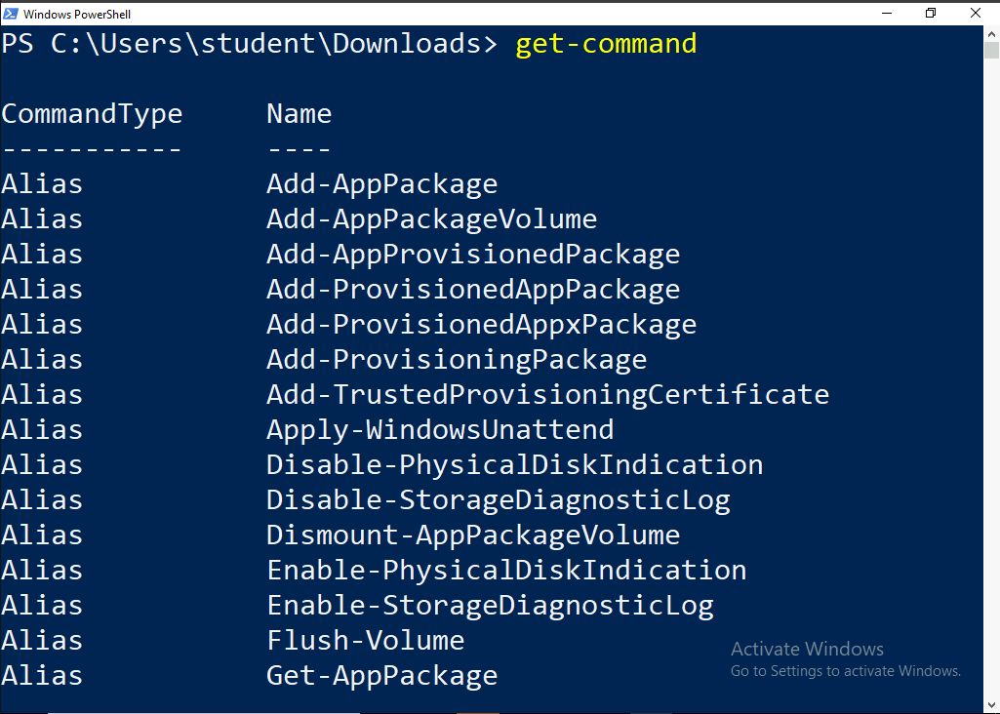 Windows PowerShell
PS C:\Users\student\Downloads> get-command
CommandType Name
----------- ----
Alias Add-AppPackage
Alias Add-AppPackageVolume
Alias Add-AppProvisionedPackage
Alias Add-ProvisionedAppPackage
Alias Add-ProvisionedAppxPackage
Alias Add-ProvisioningPackage
Alias Add-TrustedProvisioningCertificate
Alias Apply-WindowsUnattend
Alias Disable-PhysicalDiskIndication
Alias Disable-StorageDiagnosticLog
Alias Dismount-AppPackageVolume
Alias Enable-PhysicalDiskIndication
Alias Enable-StorageDiagnosticLog
Alias Flush-Volume
Alias Get-AppPackage
Activate Windows
Go to Settings to activate Windows.